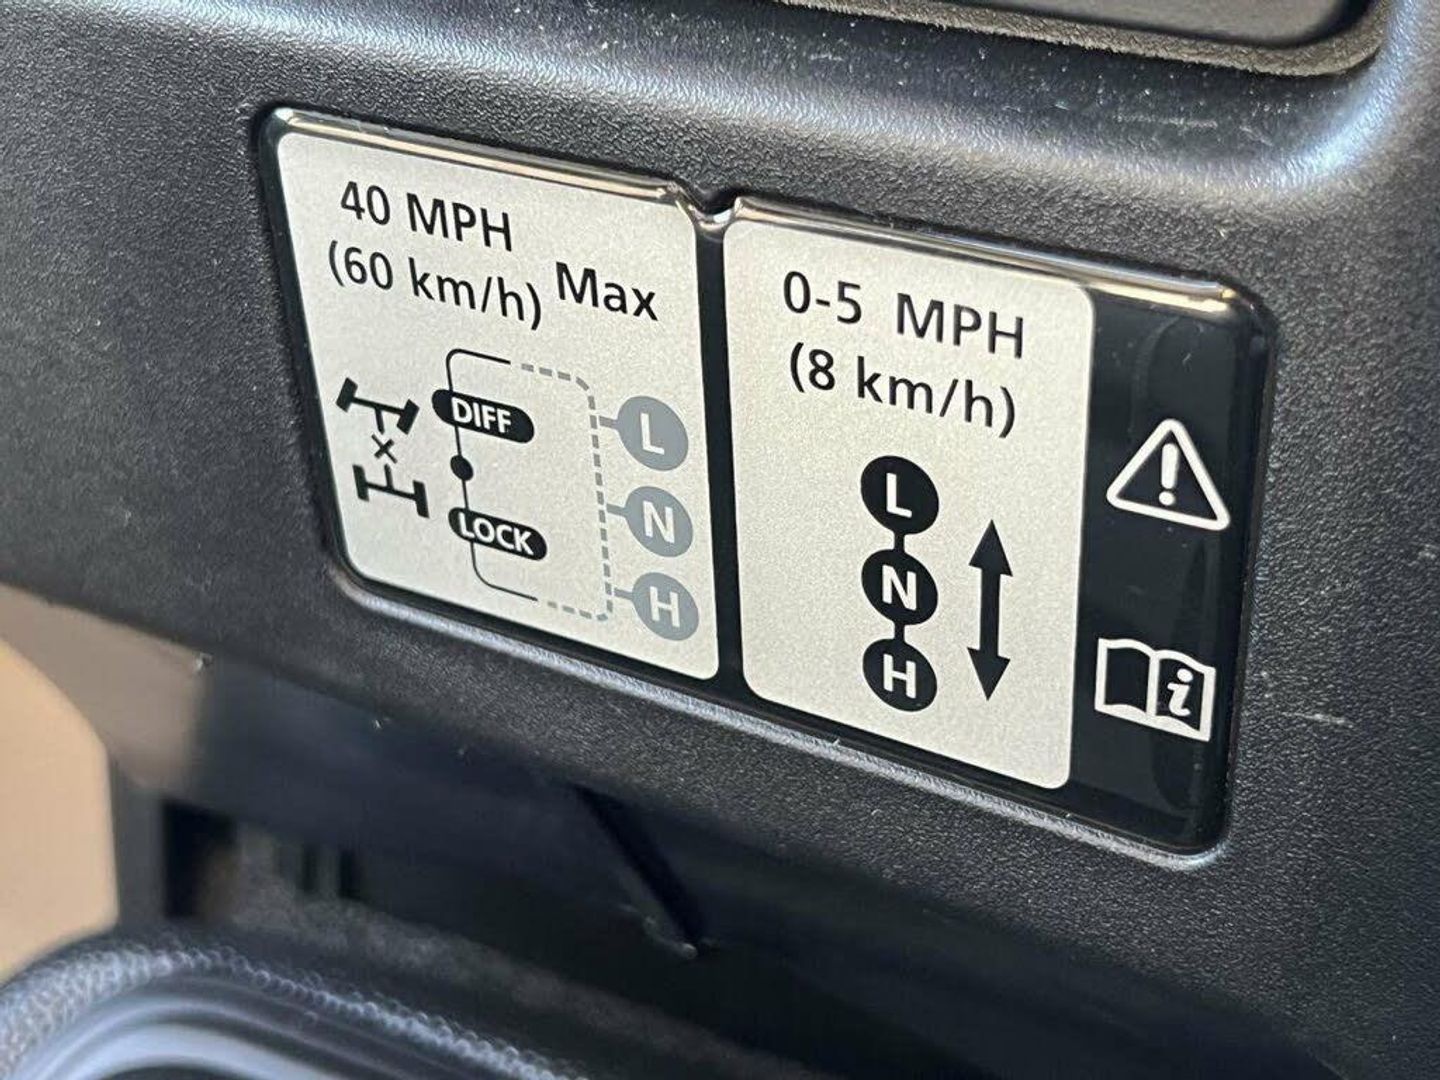 40 MPH
(60 km/h) Max
DIFF
LOCK
L
N
H
0-5 MPH
(8 km/h)
L
N
H
!
i